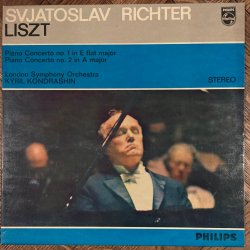 SVJATOSLAV RICHTER
LISZT
PHILIPS
Piano Concerto no. 1 in E flat major
Piano Concerto no. 2 in A major
London Symphony Orchestra
KYRIL KONDRASHIN
STEREO
PHILIPS